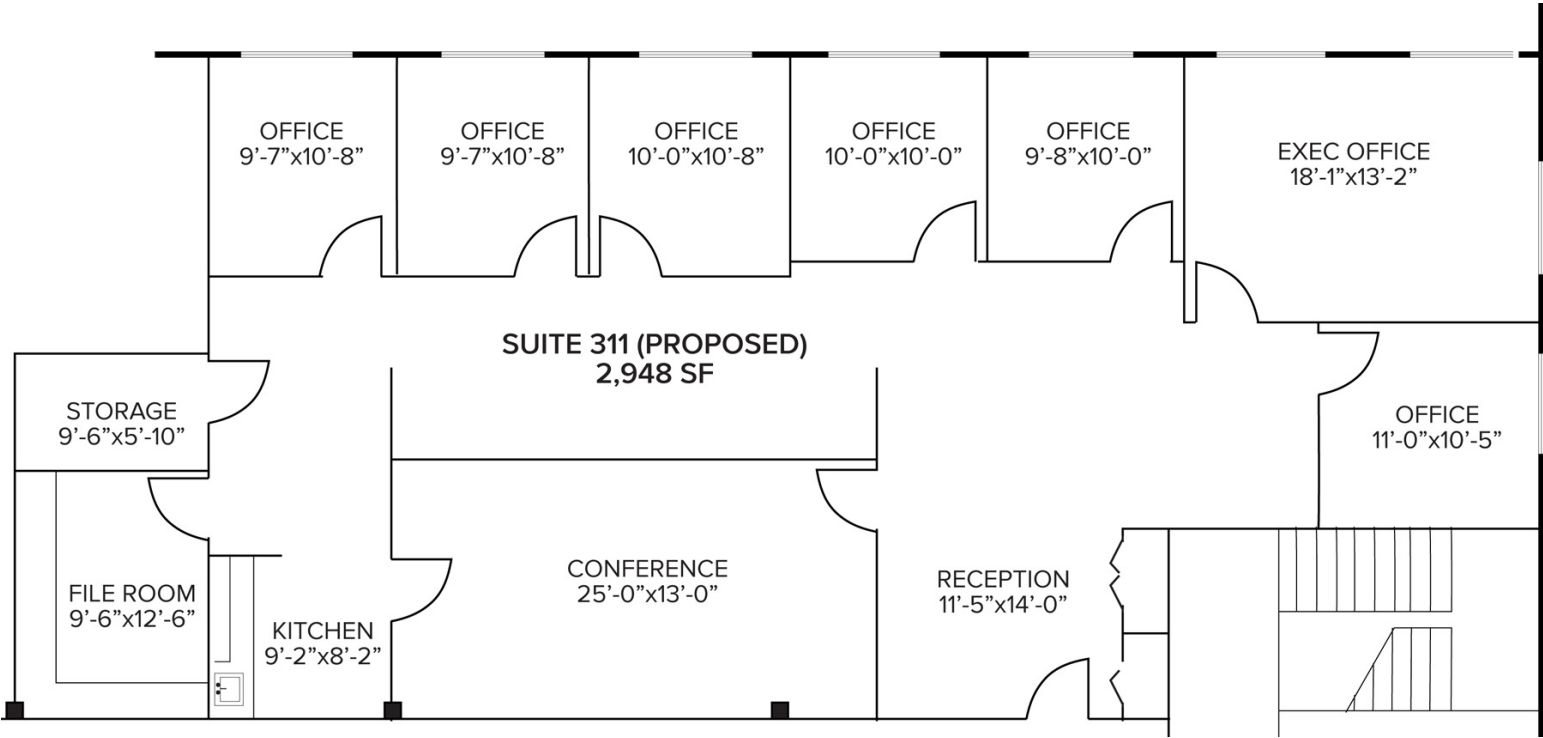 OFFICE
9’-7”x10’-8”
OFFICE
9’-7”x10’-8”
OFFICE
10’-0”x10’-8”
OFFICE
10’-0”x10’-0”
OFFICE
9’-8”x10’-0”
EXEC OFFICE
18’-1”x13’-2”
SUITE 311 (PROPOSED)
2,948 SF
STORAGE
9’-6”x5’-10”
OFFICE
11’-0”x10’-5”
FILE ROOM
9’-6”x12’-6”
KITCHEN
9’-2”x8’-2”
CONFERENCE
25’-0”x13’-0”
RECEPTION
11’-5”x14’-0”